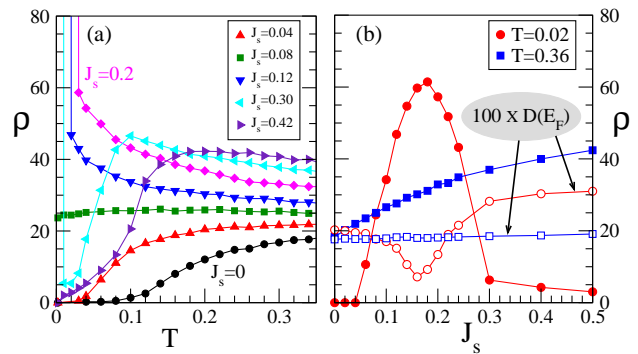 (a)
J_s=0.2
J_s=0.04
J_s=0.08
J_s=0.12
J_s=0.30
J_s=0.42
J_s=0
ρ
80
60
40
20
0
0 0.1 0.2 0.3
T
(b)
T=0.02
T=0.36
100 x D(E_F)
80
60
40
20
0
ρ
0 0.1 0.2 0.3 0.4 0.5
J_s